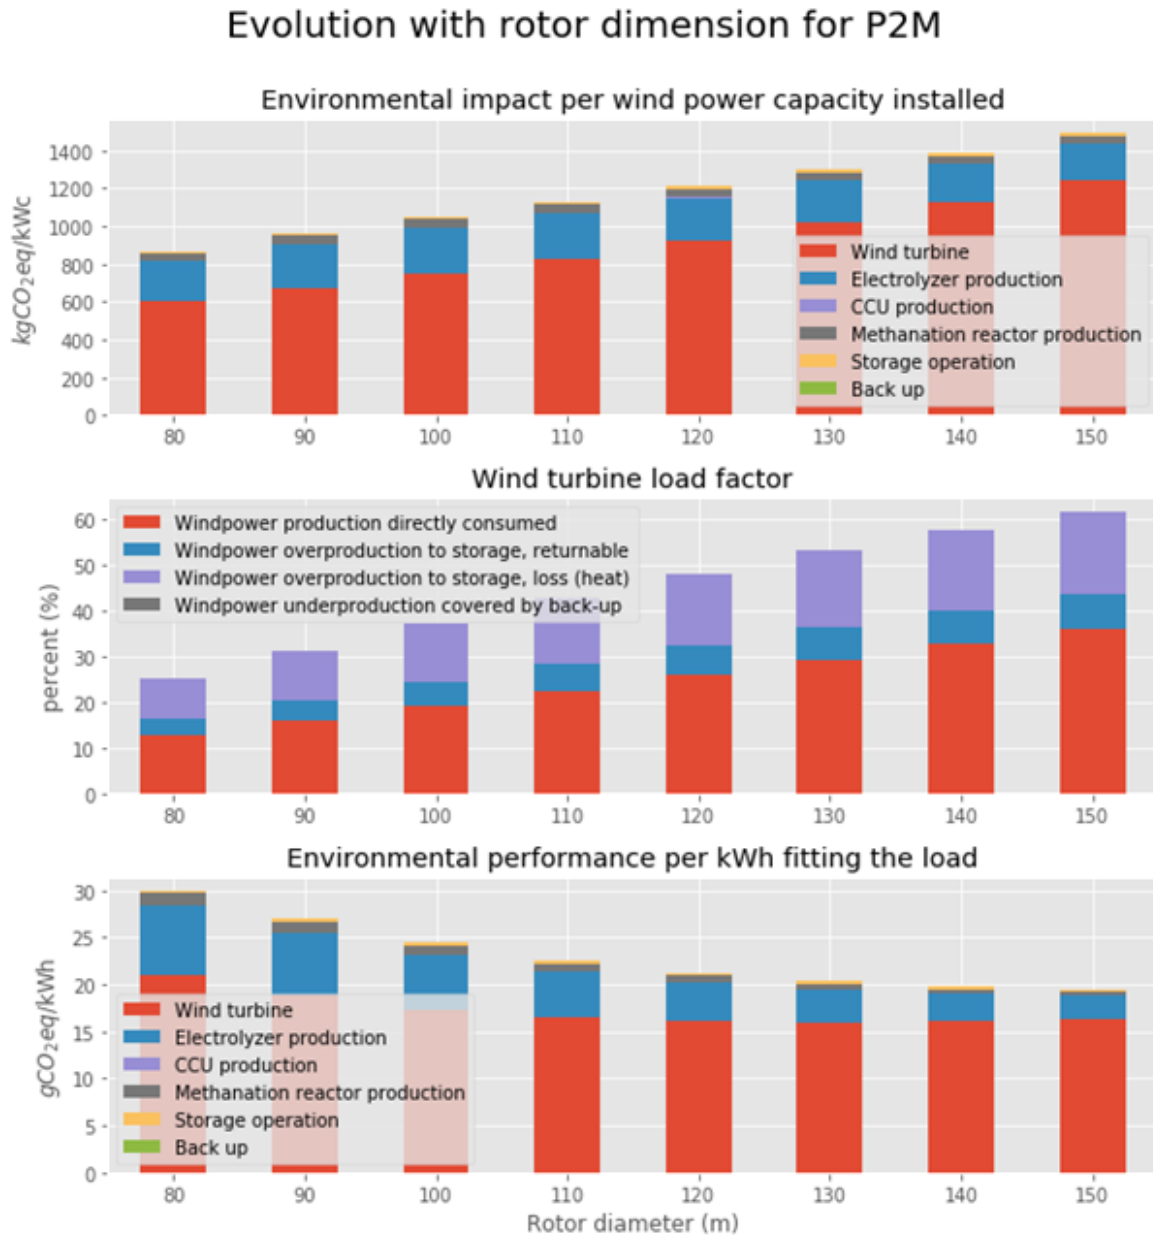 Evolution with rotor dimension for P2M
Environmental impact per wind power capacity installed
kgCO₂eq/kWc
1400
1200
1000
800
600
400
200
0
Wind turbine
Electrolyzer production
CCU production
Methanation reactor production
Storage operation
Back up
80 90 100 110 120 130 140 150
Wind turbine load factor
percent (%)
60
50
40
30
20
10
0
Windpower production directly consumed
Windpower overproduction to storage, returnable
Windpower overproduction to storage, loss (heat)
Windpower underproduction covered by back-up
80 90 100 110 120 130 140 150
Environmental performance per kWh fitting the load
gCO₂eq/kWh
30
25
20
15
10
5
0
Wind turbine
Electrolyzer production
CCU production
Methanation reactor production
Storage operation
Back up
80 90 100 110 120 130 140 150
Rotor diameter (m)